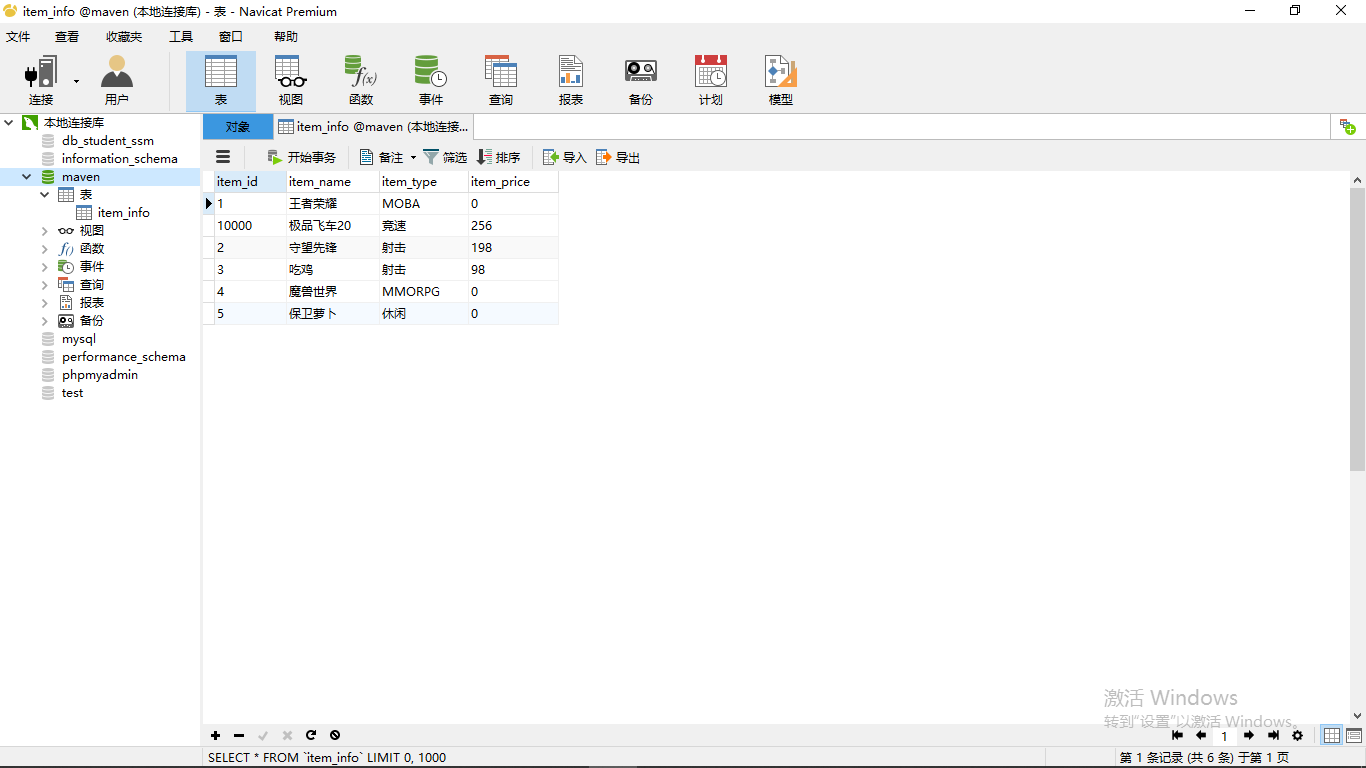 item_info @maven (本地连接库) - 表 - Navicat Premium
文件 查看 收藏夹 工具 窗口 帮助
连接 用户 表 视图 函数 事件 查询 报表 备份 计划 模型
本地连接库
db_student_ssm
information_schema
maven
表
item_info
视图
函数
事件
查询
报表
备份
mysql
performance_schema
phpmyadmin
test
对象 item_info @maven (本地连接...
开始事务 备注 筛选 排序 导入 导出
item_id item_name item_type item_price
1 王者荣耀 MOBA 0
10000 极品飞车20 竞速 256
2 守望先锋 射击 198
3 吃鸡 射击 98
4 魔兽世界 MMORPG 0
5 保卫萝卜 休闲 0
激活 Windows
转到"设置"以激活 Windows。
1
SELECT * FROM `item_info` LIMIT 0, 1000 第 1 条记录 (共 6 条) 于第 1 页